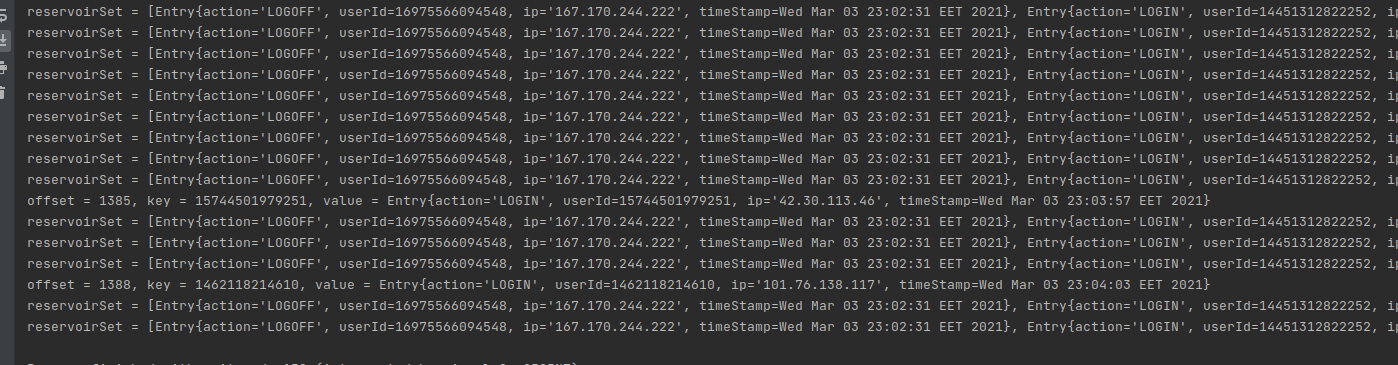 reservoirSet = [Entry{action='LOGOFF', userId=16975566094548, ip='167.170.244.222', timeStamp=Wed Mar 03 23:02:31 EET 2021}, Entry{action='LOGIN', userId=14451312822252, ip
reservoirSet = [Entry{action='LOGOFF', userId=16975566094548, ip='167.170.244.222', timeStamp=Wed Mar 03 23:02:31 EET 2021}, Entry{action='LOGIN', userId=14451312822252, ip
reservoirSet = [Entry{action='LOGOFF', userId=16975566094548, ip='167.170.244.222', timeStamp=Wed Mar 03 23:02:31 EET 2021}, Entry{action='LOGIN', userId=14451312822252, ip
reservoirSet = [Entry{action='LOGOFF', userId=16975566094548, ip='167.170.244.222', timeStamp=Wed Mar 03 23:02:31 EET 2021}, Entry{action='LOGIN', userId=14451312822252, ip
reservoirSet = [Entry{action='LOGOFF', userId=16975566094548, ip='167.170.244.222', timeStamp=Wed Mar 03 23:02:31 EET 2021}, Entry{action='LOGIN', userId=14451312822252, ip
reservoirSet = [Entry{action='LOGOFF', userId=16975566094548, ip='167.170.244.222', timeStamp=Wed Mar 03 23:02:31 EET 2021}, Entry{action='LOGIN', userId=14451312822252, ip
reservoirSet = [Entry{action='LOGOFF', userId=16975566094548, ip='167.170.244.222', timeStamp=Wed Mar 03 23:02:31 EET 2021}, Entry{action='LOGIN', userId=14451312822252, ip
reservoirSet = [Entry{action='LOGOFF', userId=16975566094548, ip='167.170.244.222', timeStamp=Wed Mar 03 23:02:31 EET 2021}, Entry{action='LOGIN', userId=14451312822252, ip
reservoirSet = [Entry{action='LOGOFF', userId=16975566094548, ip='167.170.244.222', timeStamp=Wed Mar 03 23:02:31 EET 2021}, Entry{action='LOGIN', userId=14451312822252, ip
offset = 1385, key = 15744501979251, value = Entry{action='LOGIN', userId=15744501979251, ip='42.30.113.46', timeStamp=Wed Mar 03 23:03:57 EET 2021}
reservoirSet = [Entry{action='LOGOFF', userId=16975566094548, ip='167.170.244.222', timeStamp=Wed Mar 03 23:02:31 EET 2021}, Entry{action='LOGIN', userId=14451312822252, ip
reservoirSet = [Entry{action='LOGOFF', userId=16975566094548, ip='167.170.244.222', timeStamp=Wed Mar 03 23:02:31 EET 2021}, Entry{action='LOGIN', userId=14451312822252, ip
reservoirSet = [Entry{action='LOGOFF', userId=16975566094548, ip='167.170.244.222', timeStamp=Wed Mar 03 23:02:31 EET 2021}, Entry{action='LOGIN', userId=14451312822252, ip
offset = 1388, key = 1462118214610, value = Entry{action='LOGIN', userId=1462118214610, ip='101.76.138.117', timeStamp=Wed Mar 03 23:04:03 EET 2021}
reservoirSet = [Entry{action='LOGOFF', userId=16975566094548, ip='167.170.244.222', timeStamp=Wed Mar 03 23:02:31 EET 2021}, Entry{action='LOGIN', userId=14451312822252, ip
reservoirSet = [Entry{action='LOGOFF', userId=16975566094548, ip='167.170.244.222', timeStamp=Wed Mar 03 23:02:31 EET 2021}, Entry{action='LOGIN', userId=14451312822252, ip